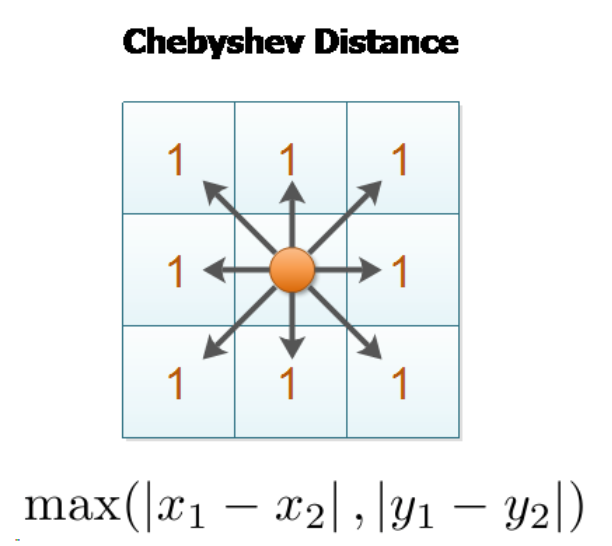 Chebyshev Distance
1 1 1
1 1
1 1 1
max(|x₁ − x₂| , |y₁ − y₂|)